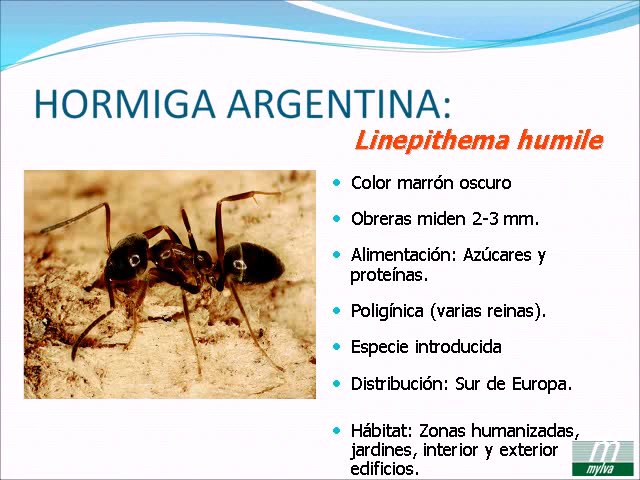 HORMIGA ARGENTINA:
Linepithema humile
• Color marrón oscuro
• Obreras miden 2-3 mm.
• Alimentación: Azúcares y
proteínas.
• Poligínica (varias reinas).
• Especie introducida
• Distribución: Sur de Europa.
• Hábitat: Zonas humanizadas,
jardines, interior y exterior
edificios.
m
mylva